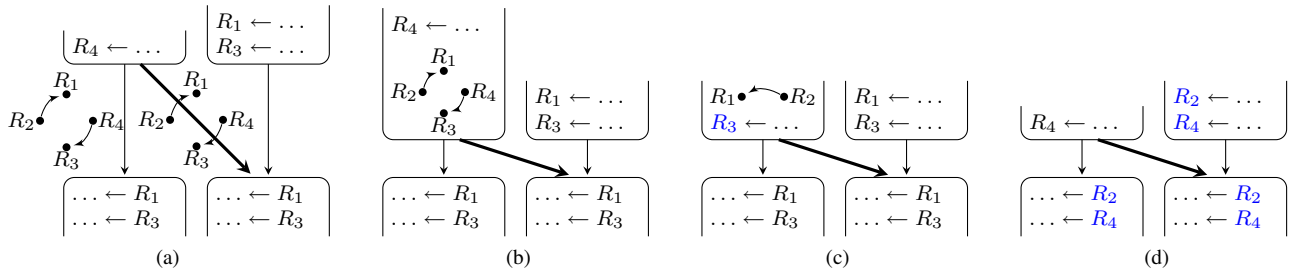 R4 ← ...
R1 ← ...
R3 ← ...
R1
R2
R4
R3
R1
R2
R4
R3
... ← R1
... ← R3
... ← R1
... ← R3
(a)
R4 ← ...
R1
R2
R4
R3
R1 ← ...
R3 ← ...
... ← R1
... ← R3
... ← R1
... ← R3
(b)
R1 R2
R3 ← ...
R1 ← ...
R3 ← ...
... ← R1
... ← R3
... ← R1
... ← R3
(c)
R4 ← ...
R2 ← ...
R4 ← ...
... ← R2
... ← R4
... ← R2
... ← R4
(d)